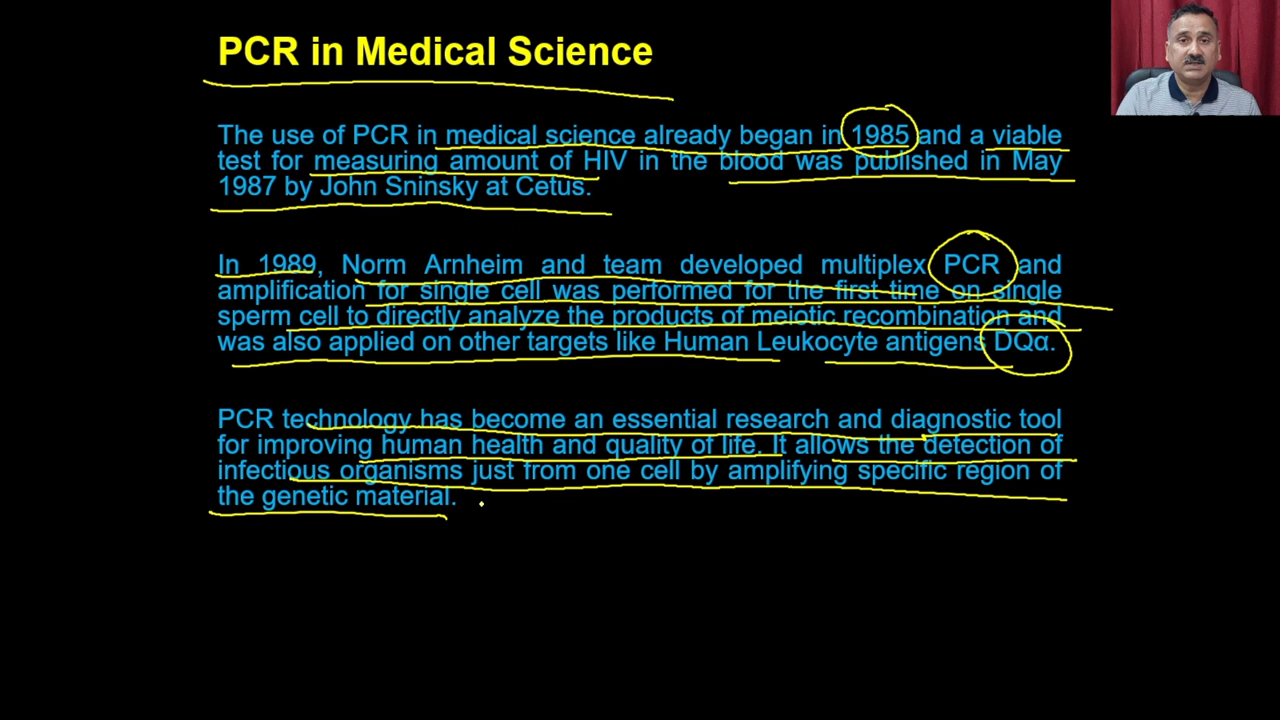 PCR in Medical Science
The use of PCR in medical science already began in 1985 and a viable
test for measuring amount of HIV in the blood was published in May
1987 by John Sninsky at Cetus.
In 1989, Norm Arnheim and team developed multiplex PCR and
amplification for single cell was performed for the first time on single
sperm cell to directly analyze the products of meiotic recombination and
was also applied on other targets like Human Leukocyte antigens DQα.
PCR technology has become an essential research and diagnostic tool
for improving human health and quality of life. It allows the detection of
infectious organisms just from one cell by amplifying specific region of
the genetic material.